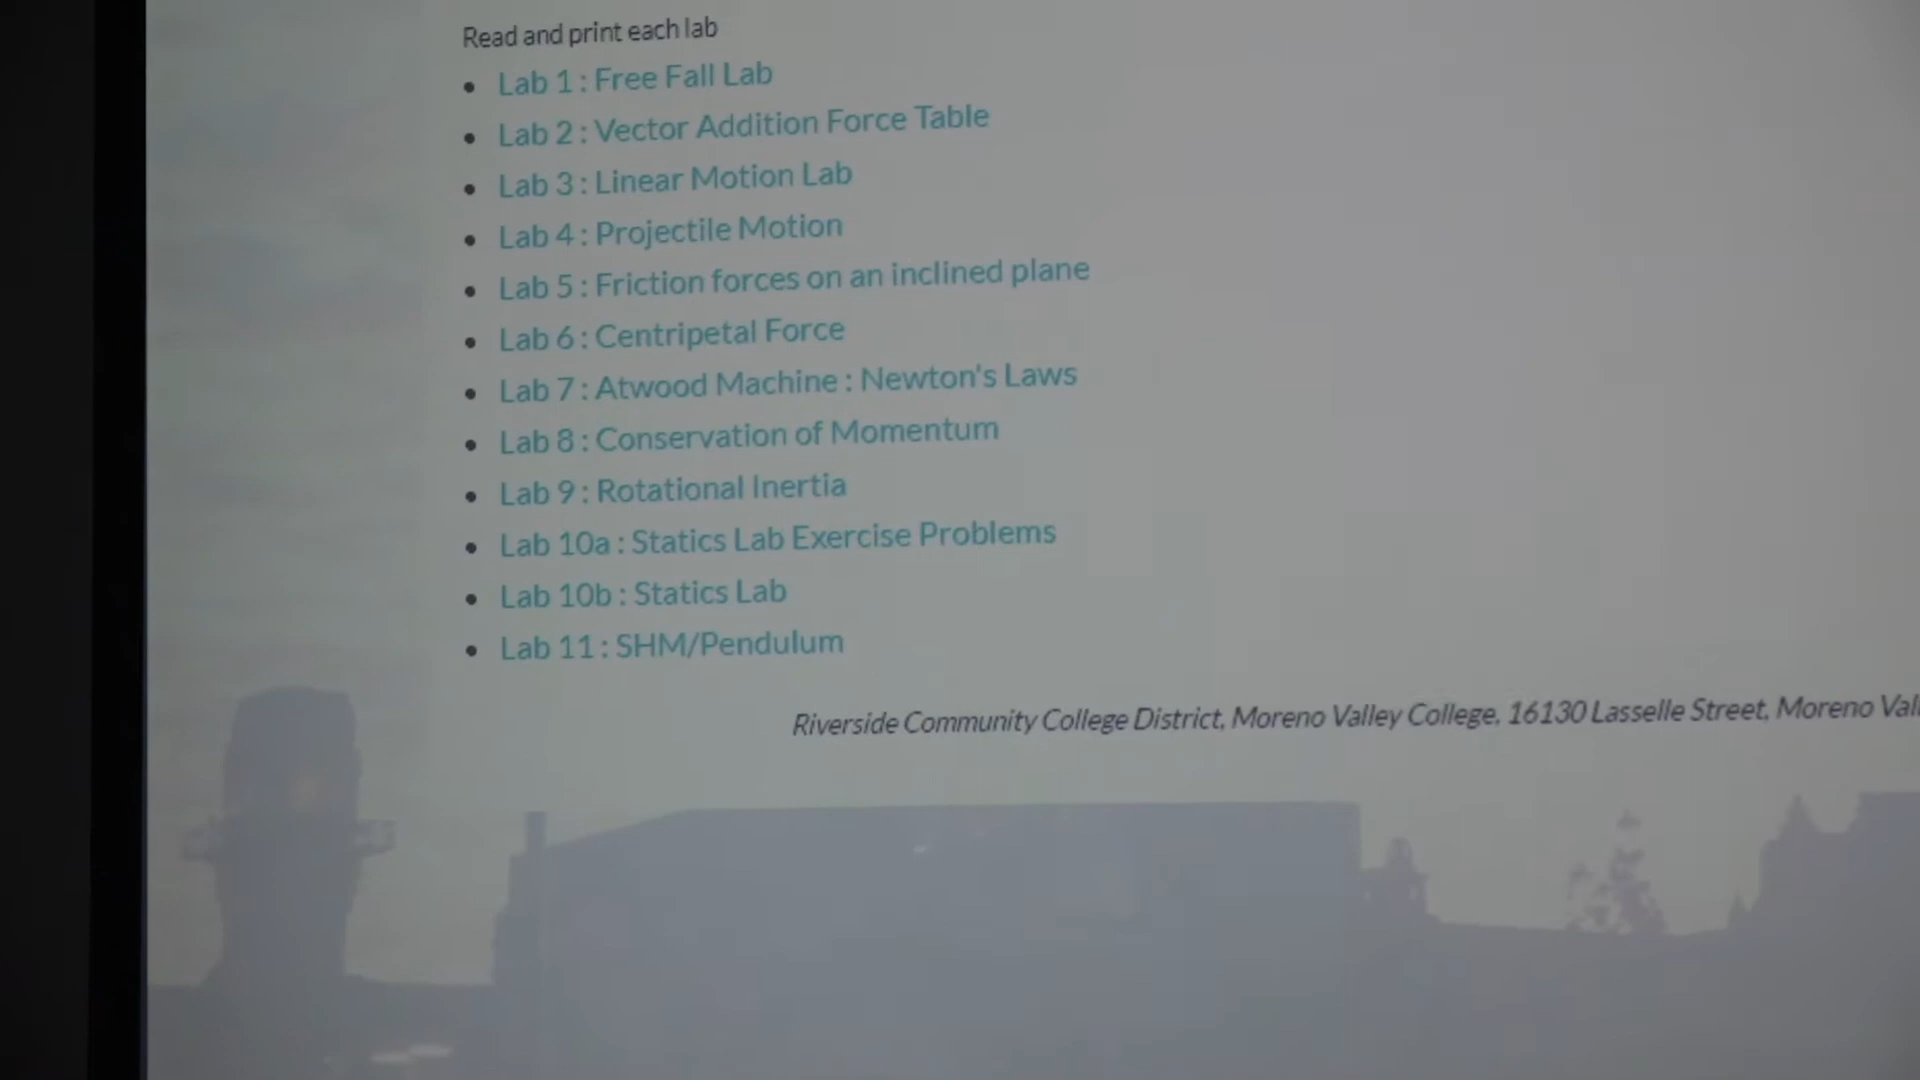 Read and print each lab
Lab 1 : Free Fall Lab
Lab 2 : Vector Addition Force Table
Lab 3 : Linear Motion Lab
Lab 4 : Projectile Motion
Lab 5 : Friction forces on an inclined plane
Lab 6 : Centripetal Force
Lab 7 : Atwood Machine : Newton's Laws
Lab 8 : Conservation of Momentum
Lab 9 : Rotational Inertia
Lab 10a : Statics Lab Exercise Problems
Lab 10b : Statics Lab
Lab 11 : SHM/Pendulum
Riverside Community College District, Moreno Valley College, 16130 Lasselle Street, Moreno